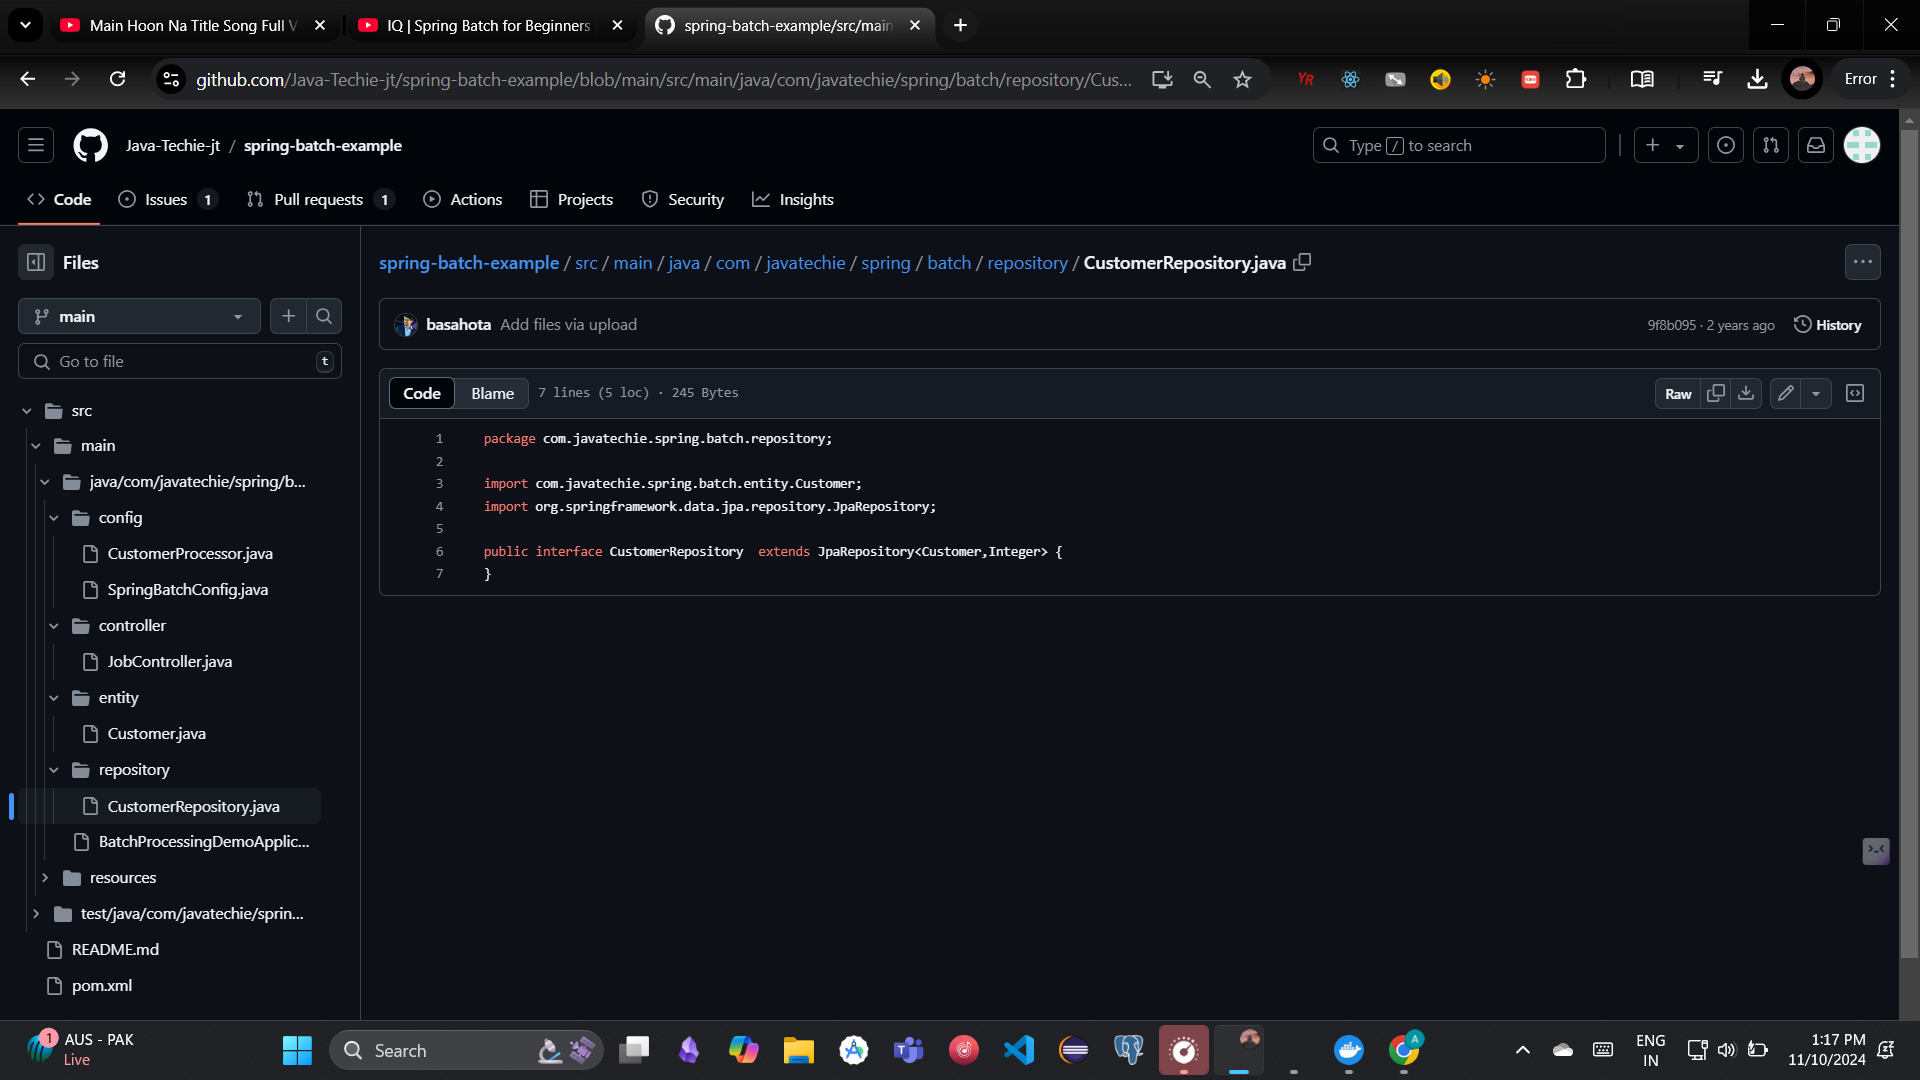 Main Hoon Na Title Song Full V
IQ | Spring Batch for Beginners
spring-batch-example/src/main
github.com/Java-Techie-jt/spring-batch-example/blob/main/src/main/java/com/javatechie/spring/batch/repository/Cus...
YR
Error
Java-Techie-jt / spring-batch-example
Type / to search
Code
Issues 1
Pull requests 1
Actions
Projects
Security
Insights
Files
main
Go to file
t
src
main
java/com/javatechie/spring/b...
config
CustomerProcessor.java
SpringBatchConfig.java
controller
JobController.java
entity
Customer.java
repository
CustomerRepository.java
BatchProcessingDemoApplic...
resources
test/java/com/javatechie/sprin...
README.md
pom.xml
spring-batch-example / src / main / java / com / javatechie / spring / batch / repository / CustomerRepository.java
basahota Add files via upload
9f8b095 · 2 years ago
History
Code Blame 7 lines (5 loc) · 245 Bytes
Raw
1 package com.javatechie.spring.batch.repository;
2
3 import com.javatechie.spring.batch.entity.Customer;
4 import org.springframework.data.jpa.repository.JpaRepository;
5
6 public interface CustomerRepository  extends JpaRepository<Customer,Integer> {
7 }
1
AUS - PAK
Live
Search
A
ENG
IN
1:17 PM
11/10/2024